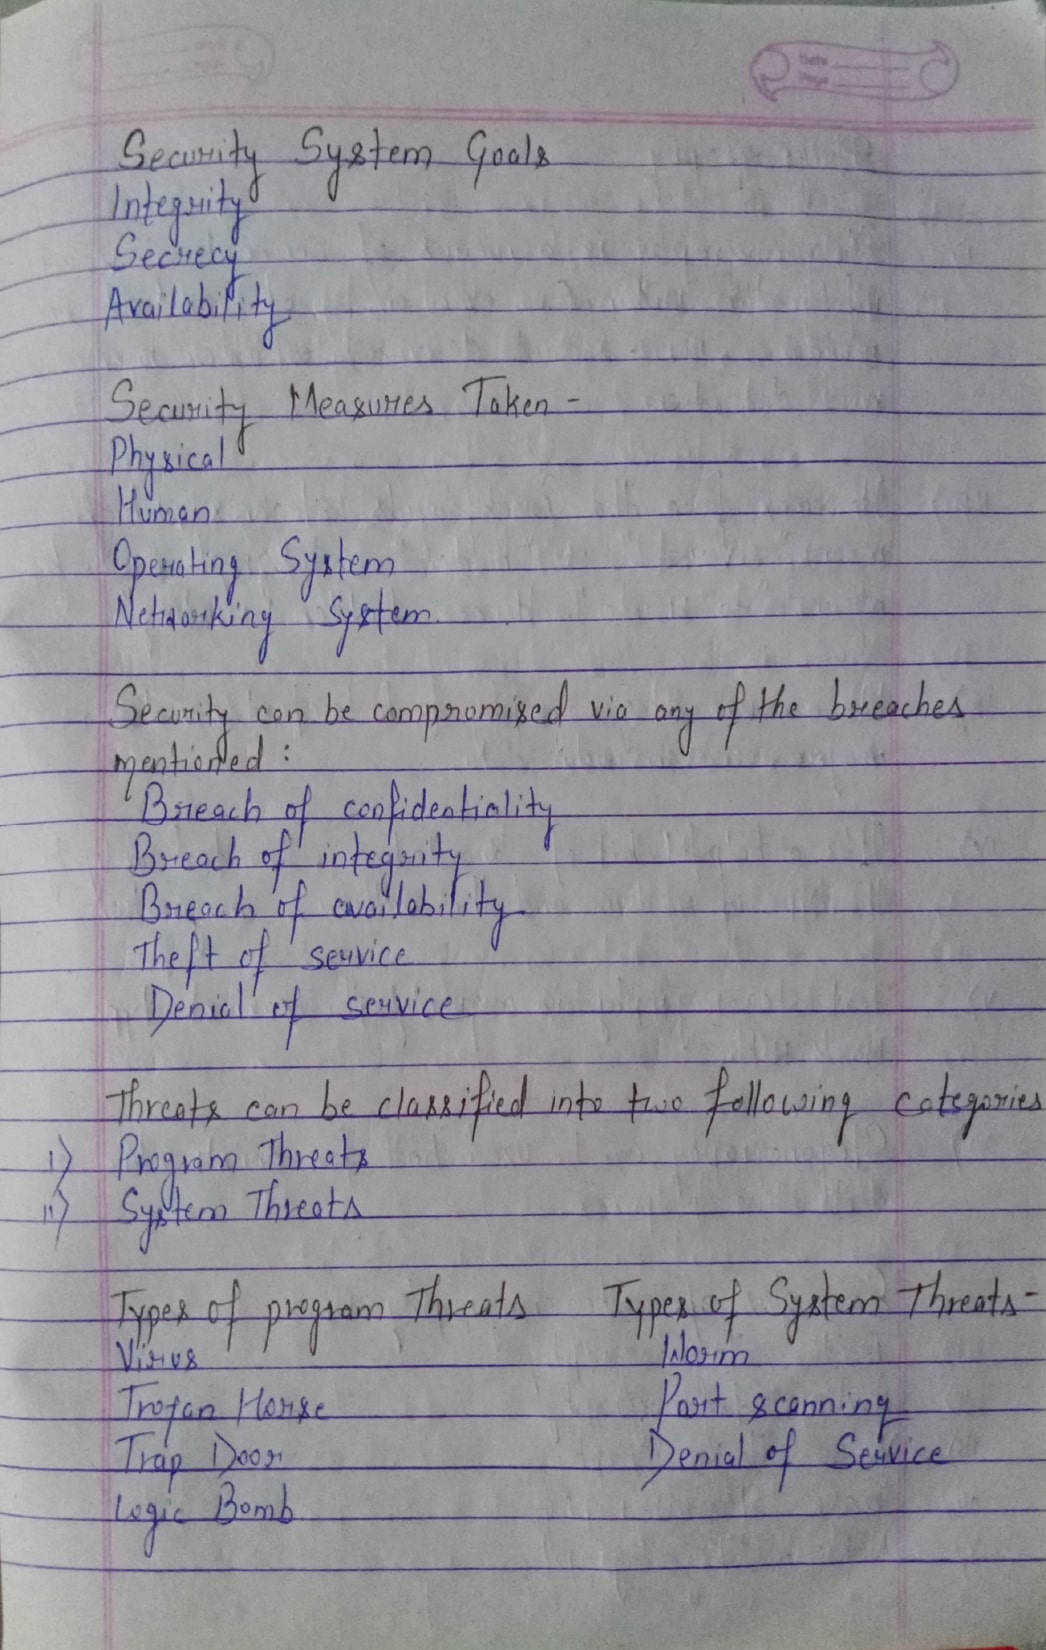 Date
Page
Security System Goals
Integrity
Secrecy
Availability
Security Measures Taken -
Physical
Human
Operating System
Networking System
Security can be compromised via any of the breaches
mentioned :
Breach of confidentiality
Breach of integrity
Breach of availability
Theft of service
Denial of service
Threats can be classified into two following categories
i) Program Threats
ii) System Threats
Types of program Threats Types of System Threats -
Virus Worm
Trojan Horse Port scanning
Trap Door Denial of Service
Logic Bomb